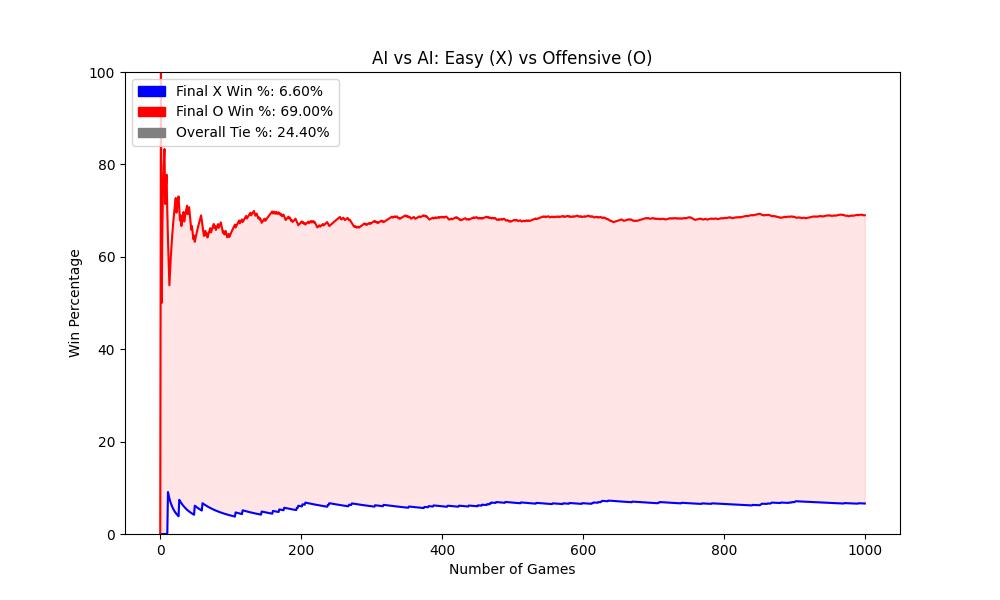 AI vs AI: Easy (X) vs Offensive (O)
Final X Win %: 6.60%
Final O Win %: 69.00%
Overall Tie %: 24.40%
Win Percentage
100
80
60
40
20
0
0 200 400 600 800 1000
Number of Games